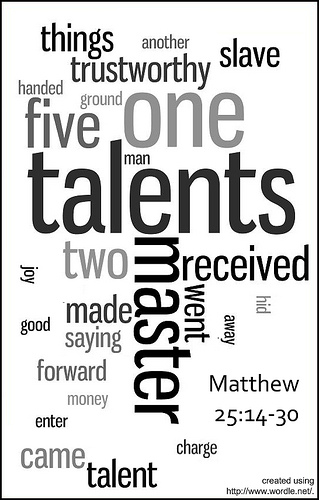 things
another
slave
trustworthy
handed
ground
one
five
man
talents
two
master
received
joy
went
hid
made
away
good
saying
forward
Matthew
25:14-30
money
enter
charge
came
talent
created using
http://www.wordle.net/.